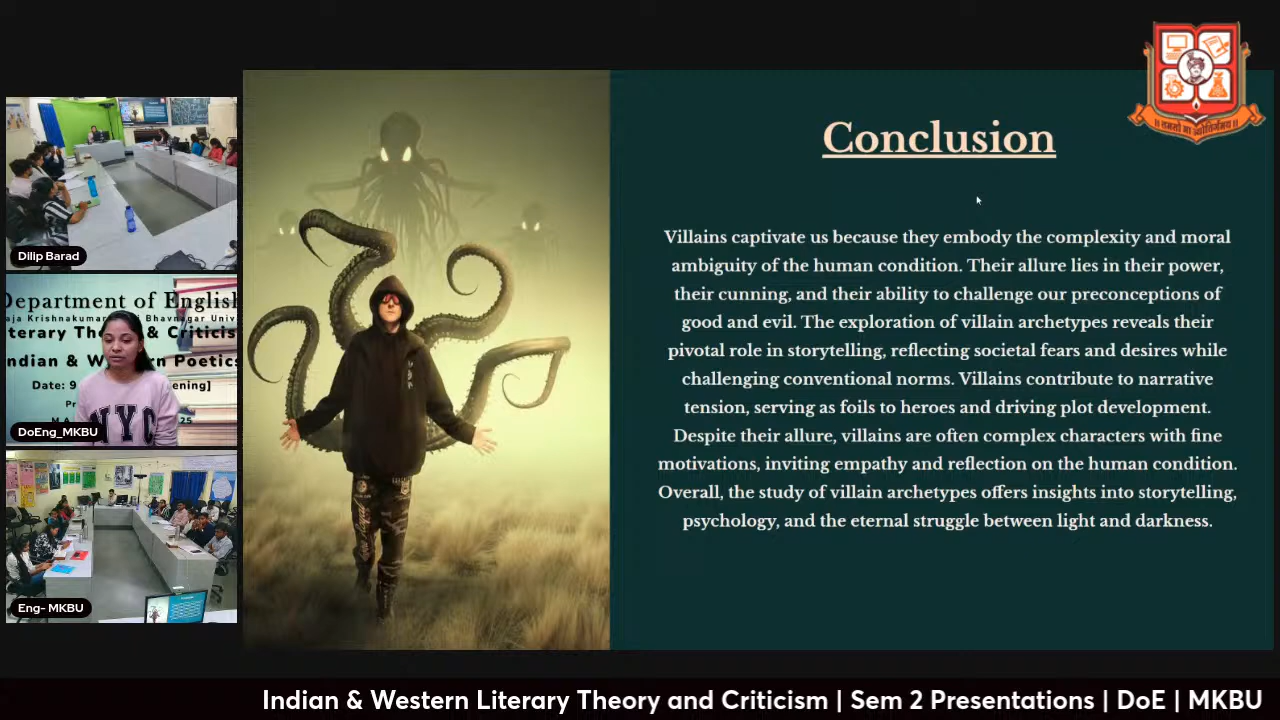 Conclusion
Villains captivate us because they embody the complexity and moral
ambiguity of the human condition. Their allure lies in their power,
their cunning, and their ability to challenge our preconceptions of
good and evil. The exploration of villain archetypes reveals their
pivotal role in storytelling, reflecting societal fears and desires while
challenging conventional norms. Villains contribute to narrative
tension, serving as foils to heroes and driving plot development.
Despite their allure, villains are often complex characters with fine
motivations, inviting empathy and reflection on the human condition.
Overall, the study of villain archetypes offers insights into storytelling,
psychology, and the eternal struggle between light and darkness.
Dilip Barad
Department of English
Bhavnagar Univ
& Criticis
Indian & Poetics
Date: 9
NYC
DoEng_MKBU
Eng- MKBU
Indian & Western Literary Theory and Criticism | Sem 2 Presentations | DoE | MKBU